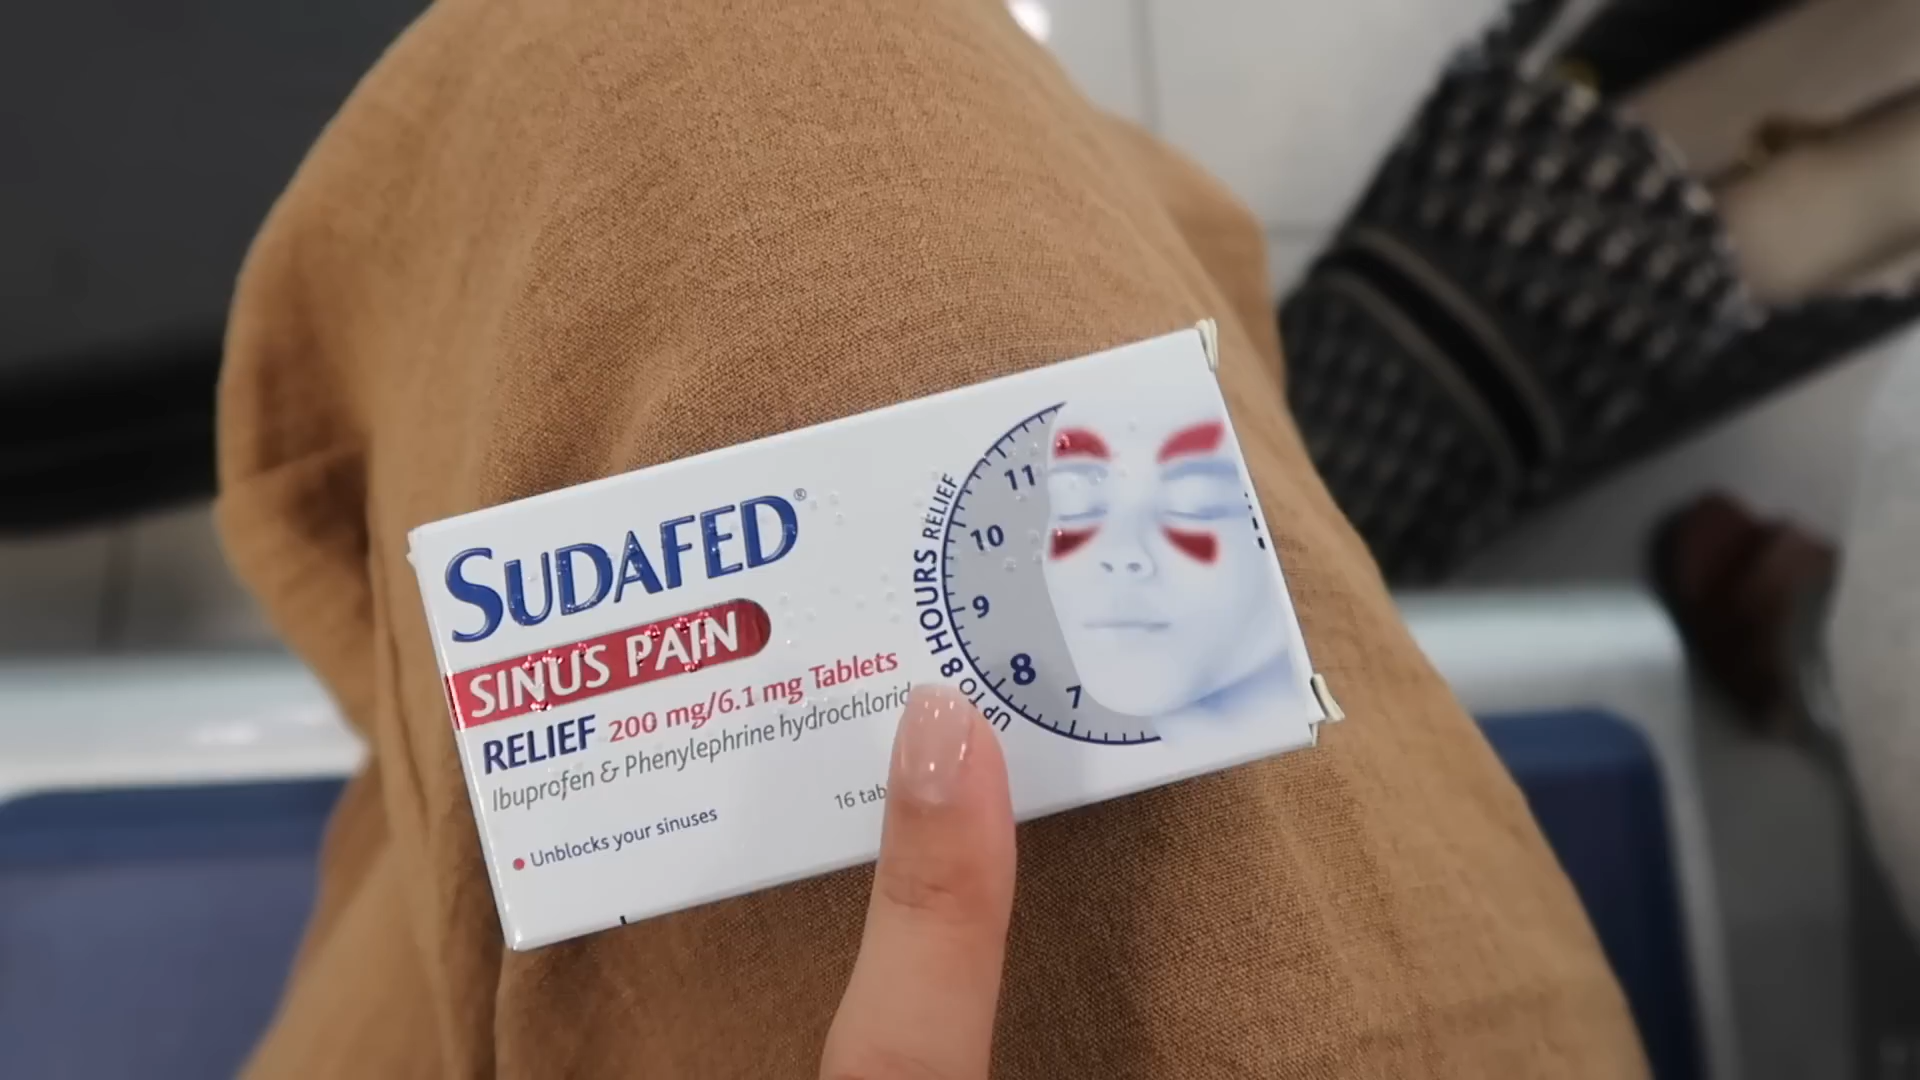 SUDAFED®
SINUS PAIN
RELIEF 200 mg/6.1 mg Tablets
Ibuprofen & Phenylephrine hydrochlorid
16 tab
• Unblocks your sinuses
UP TO 8 HOURS RELIEF
11
10
9
8
7